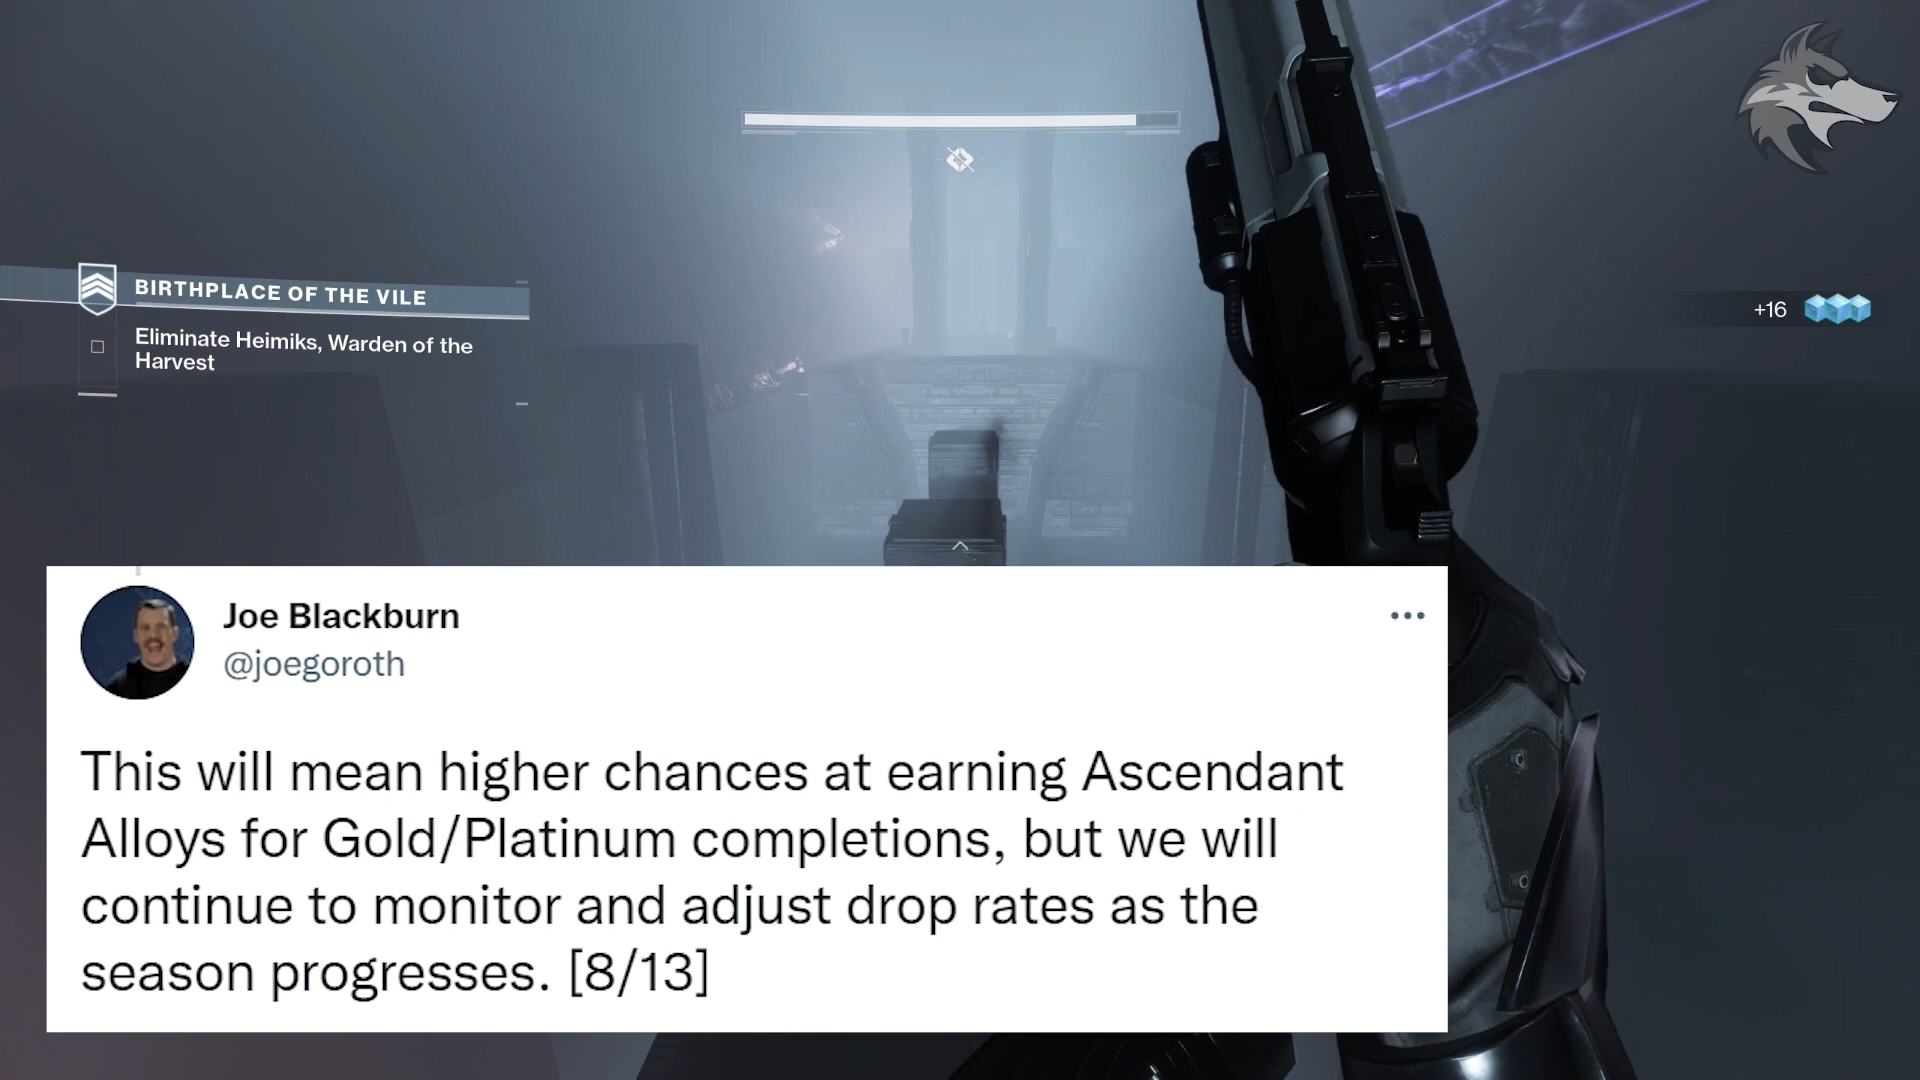 BIRTHPLACE OF THE VILE
Eliminate Heimiks, Warden of the
Harvest
+16
Joe Blackburn
@joegoroth
This will mean higher chances at earning Ascendant
Alloys for Gold/Platinum completions, but we will
continue to monitor and adjust drop rates as the
season progresses. [8/13]